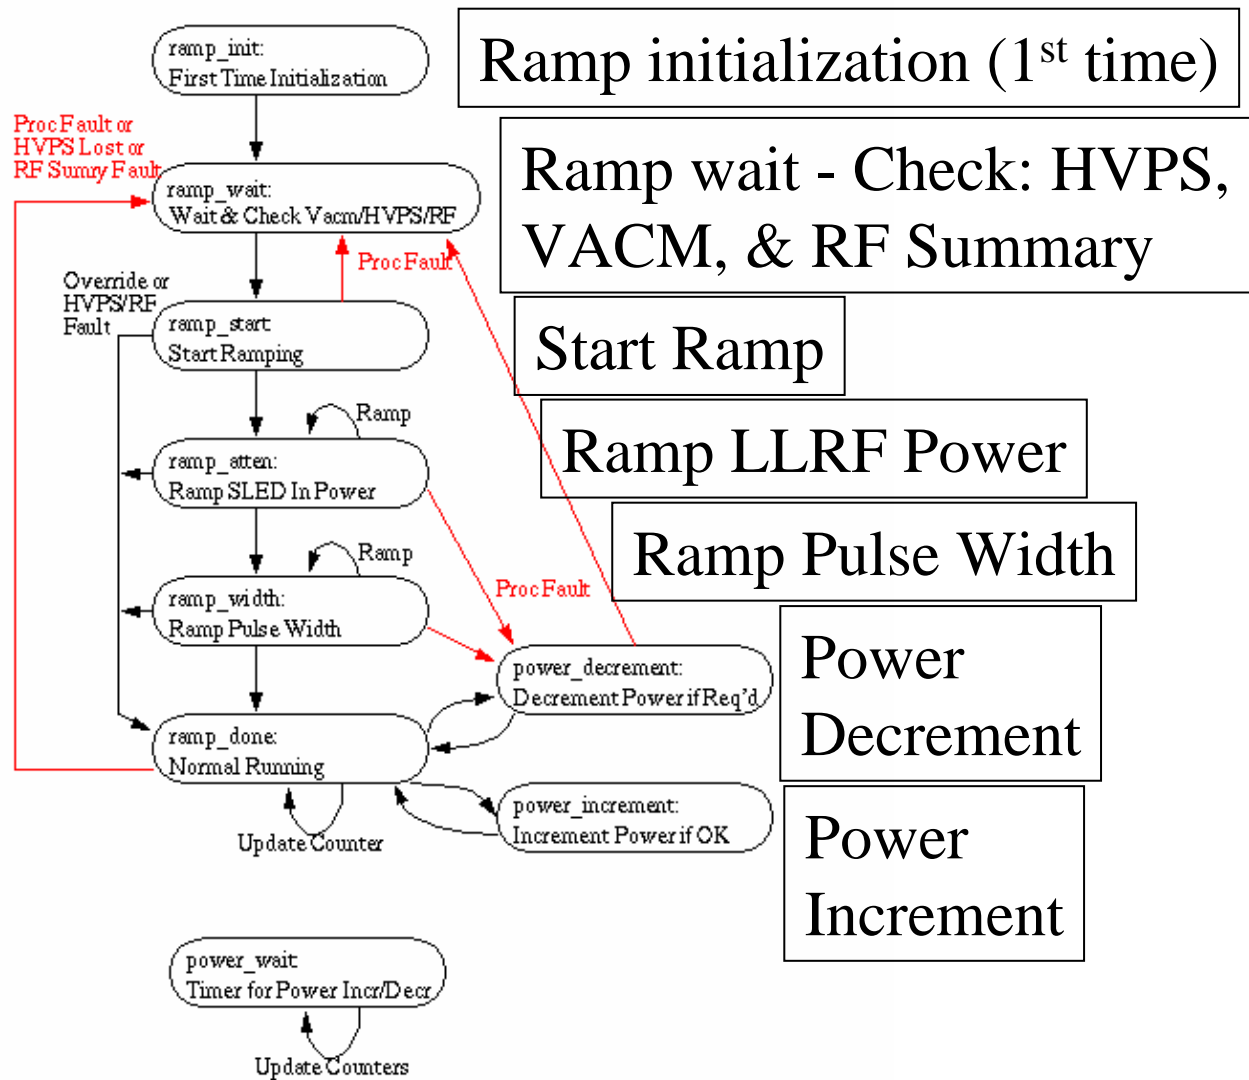 ramp_init:
First Time Initialization
Ramp initialization (1st time)
Proc Fault or
HVPS Lost or
RF Sumry Fault
ramp_wait:
Wait & Check Vacm/HVPS/RF
Ramp wait - Check: HVPS,
VACM, & RF Summary
Proc Fault
Override or
HVPS/RF
Fault
ramp_start:
Start Ramping
Start Ramp
Ramp
ramp_atten:
Ramp SLED In Power
Ramp LLRF Power
Ramp
ramp_width:
Ramp Pulse Width
Ramp Pulse Width
Proc Fault
power_decrement:
Decrement Power if Req'd
Power
Decrement
ramp_done:
Normal Running
Update Counter
power_increment:
Increment Power if OK
Power
Increment
power_wait:
Timer for Power Incr/Decr
Update Counters